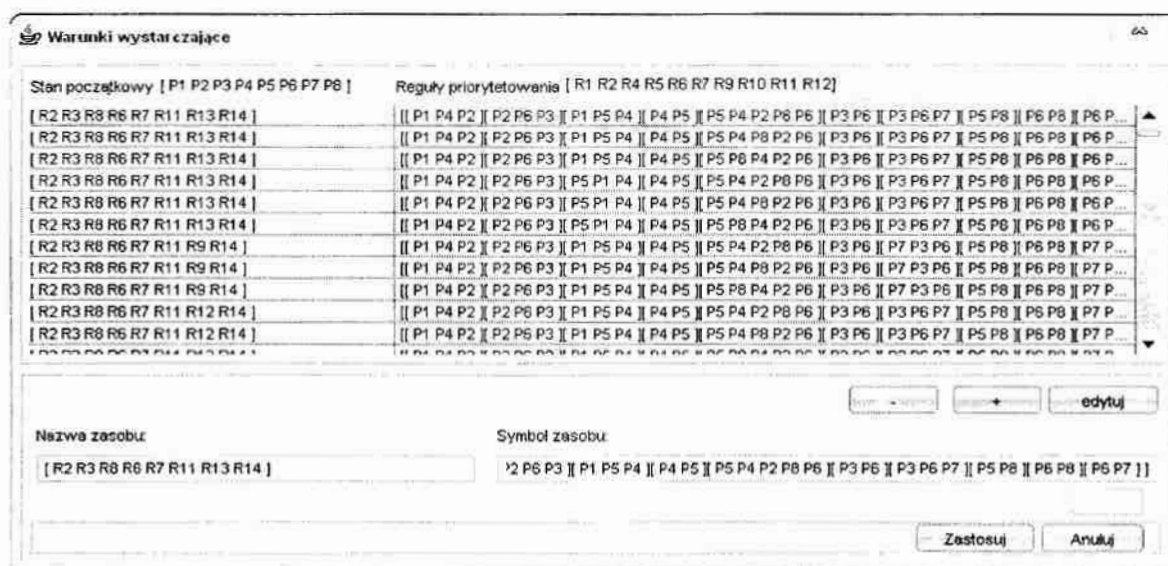 Warunki wystarczające
Stan początkowy [ P1 P2 P3 P4 P5 P6 P7 P8 ] Reguły priorytetowania [ R1 R2 R4 R5 R6 R7 R9 R10 R11 R12]
[ R2 R3 R8 R6 R7 R11 R13 R14 ] [[ P1 P4 P2 ][ P2 P6 P3 ][ P1 P5 P4 ][ P4 P5 ][ P5 P4 P2 P8 P6 ][ P3 P6 ][ P3 P6 P7 ][ P5 P8 ][ P6 P8 ][ P6 P...
[ R2 R3 R8 R6 R7 R11 R13 R14 ] [[ P1 P4 P2 ][ P2 P6 P3 ][ P1 P5 P4 ][ P4 P5 ][ P5 P4 P8 P2 P6 ][ P3 P6 ][ P3 P6 P7 ][ P5 P8 ][ P6 P8 ][ P6 P...
[ R2 R3 R8 R6 R7 R11 R13 R14 ] [[ P1 P4 P2 ][ P2 P6 P3 ][ P1 P5 P4 ][ P4 P5 ][ P5 P8 P4 P2 P6 ][ P3 P6 ][ P3 P6 P7 ][ P5 P8 ][ P6 P8 ][ P6 P...
[ R2 R3 R8 R6 R7 R11 R13 R14 ] [[ P1 P4 P2 ][ P2 P6 P3 ][ P5 P1 P4 ][ P4 P5 ][ P5 P4 P2 P8 P6 ][ P3 P6 ][ P3 P6 P7 ][ P5 P8 ][ P6 P8 ][ P6 P...
[ R2 R3 R8 R6 R7 R11 R13 R14 ] [[ P1 P4 P2 ][ P2 P6 P3 ][ P5 P1 P4 ][ P4 P5 ][ P5 P4 P8 P2 P6 ][ P3 P6 ][ P3 P6 P7 ][ P5 P8 ][ P6 P8 ][ P6 P...
[ R2 R3 R8 R6 R7 R11 R13 R14 ] [[ P1 P4 P2 ][ P2 P6 P3 ][ P5 P1 P4 ][ P4 P5 ][ P5 P8 P4 P2 P6 ][ P3 P6 ][ P3 P6 P7 ][ P5 P8 ][ P6 P8 ][ P6 P...
[ R2 R3 R8 R6 R7 R11 R9 R14 ] [[ P1 P4 P2 ][ P2 P6 P3 ][ P1 P5 P4 ][ P4 P5 ][ P5 P4 P2 P8 P6 ][ P3 P6 ][ P7 P3 P6 ][ P5 P8 ][ P6 P8 ][ P7 P...
[ R2 R3 R8 R6 R7 R11 R9 R14 ] [[ P1 P4 P2 ][ P2 P6 P3 ][ P1 P5 P4 ][ P4 P5 ][ P5 P4 P8 P2 P6 ][ P3 P6 ][ P7 P3 P6 ][ P5 P8 ][ P6 P8 ][ P7 P...
[ R2 R3 R8 R6 R7 R11 R9 R14 ] [[ P1 P4 P2 ][ P2 P6 P3 ][ P1 P5 P4 ][ P4 P5 ][ P5 P8 P4 P2 P6 ][ P3 P6 ][ P7 P3 P6 ][ P5 P8 ][ P6 P8 ][ P7 P...
[ R2 R3 R8 R6 R7 R11 R12 R14 ] [[ P1 P4 P2 ][ P2 P6 P3 ][ P1 P5 P4 ][ P4 P5 ][ P5 P4 P2 P8 P6 ][ P3 P6 ][ P3 P6 P7 ][ P5 P8 ][ P6 P8 ][ P7 P...
[ R2 R3 R8 R6 R7 R11 R12 R14 ] [[ P1 P4 P2 ][ P2 P6 P3 ][ P1 P5 P4 ][ P4 P5 ][ P5 P4 P8 P2 P6 ][ P3 P6 ][ P3 P6 P7 ][ P5 P8 ][ P6 P8 ][ P7 P...
- + edytuj
Nazwa zasobu: Symbol zasobu:
[ R2 R3 R8 R6 R7 R11 R13 R14 ] P2 P6 P3 ][ P1 P5 P4 ][ P4 P5 ][ P5 P4 P2 P8 P6 ][ P3 P6 ][ P3 P6 P7 ][ P5 P8 ][ P6 P8 ][ P6 P7 ]]
Zastosuj Anuluj